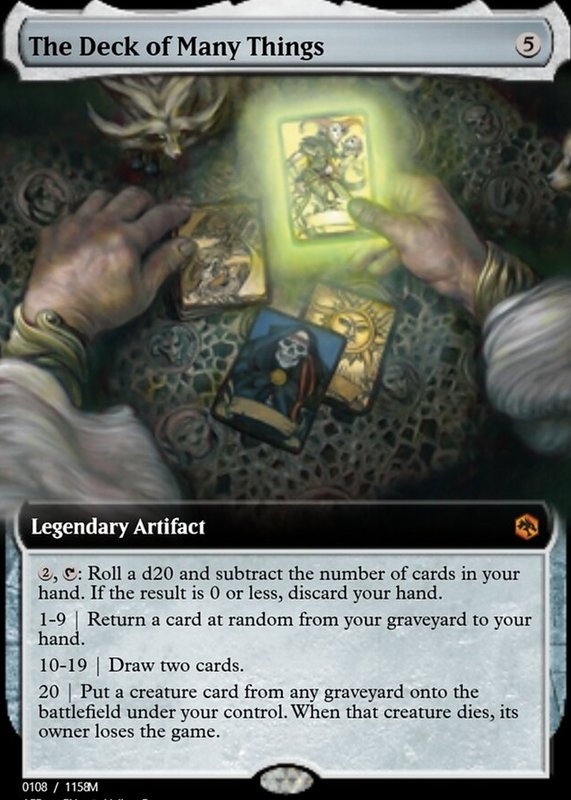 The Deck of Many Things 5
Legendary Artifact
2, : Roll a d20 and subtract the number of cards in your
hand. If the result is 0 or less, discard your hand.
1-9 | Return a card at random from your graveyard to your
hand.
10-19 | Draw two cards.
20 | Put a creature card from any graveyard onto the
battlefield under your control. When that creature dies, its
owner loses the game.
0108 / 1158M